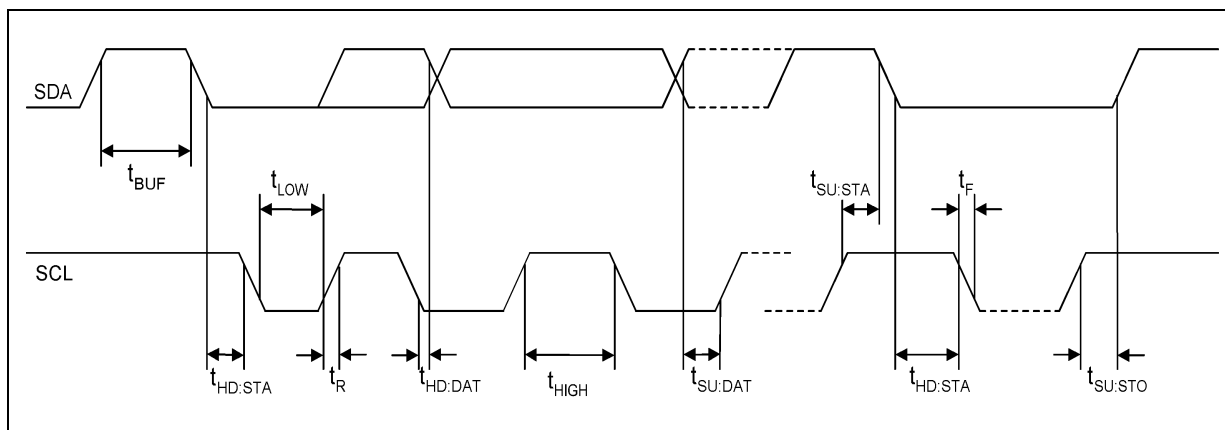 SDA
tBUF
tLOW
tSU:STA
tF
SCL
tHD:STA
tR
tHD:DAT
tHIGH
tSU:DAT
tHD:STA
tSU:STO